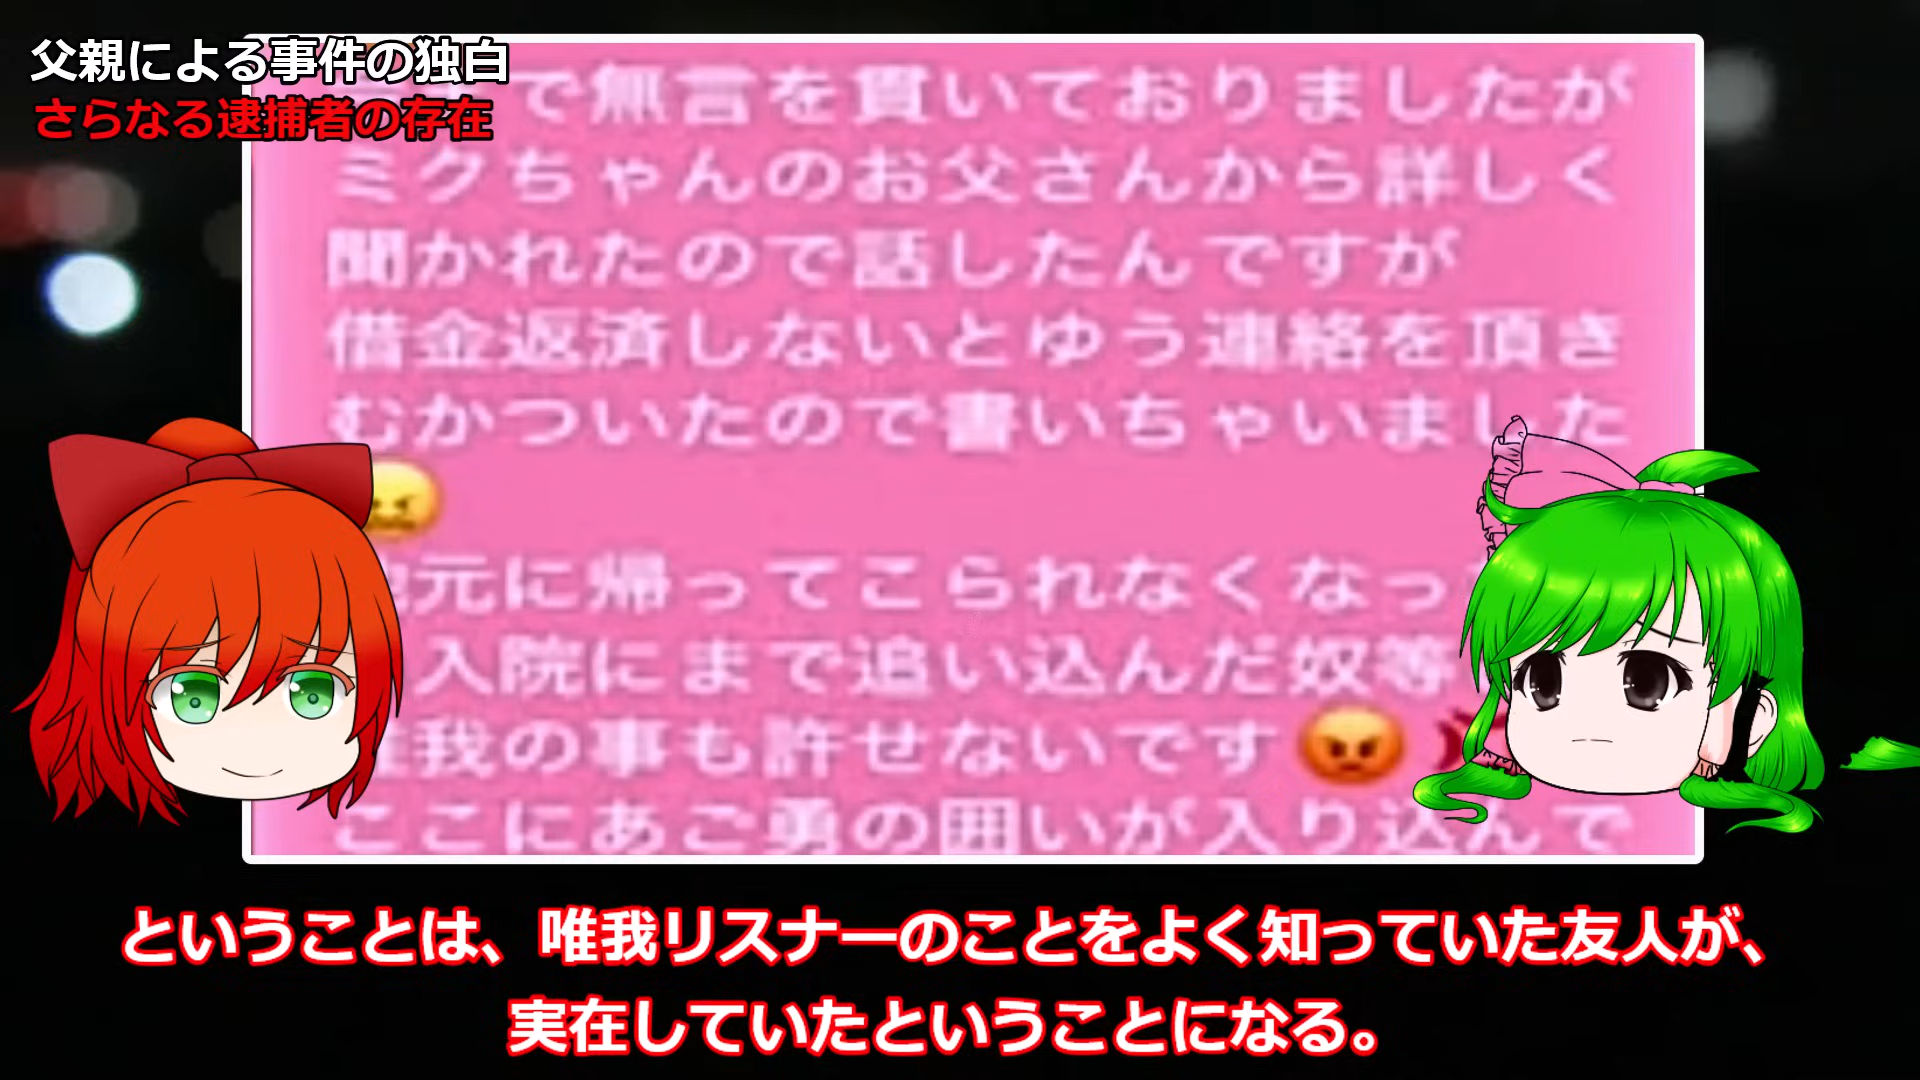 父親による事件の独白
さらなる逮捕者の存在
で無言を貫いておりましたが
ミクちゃんのお父さんから詳しく
聞かれたので話したんですが
借金返済しないとゆう連絡を頂き
むかついたので書いちゃいました
元に帰ってこられなくなっ
入院にまで追い込んだ奴等
我の事も許せないです
ここにあご勇の囲いが入り込んで
ということは、唯我リスナーのことをよく知っていた友人が、
実在していたということになる。